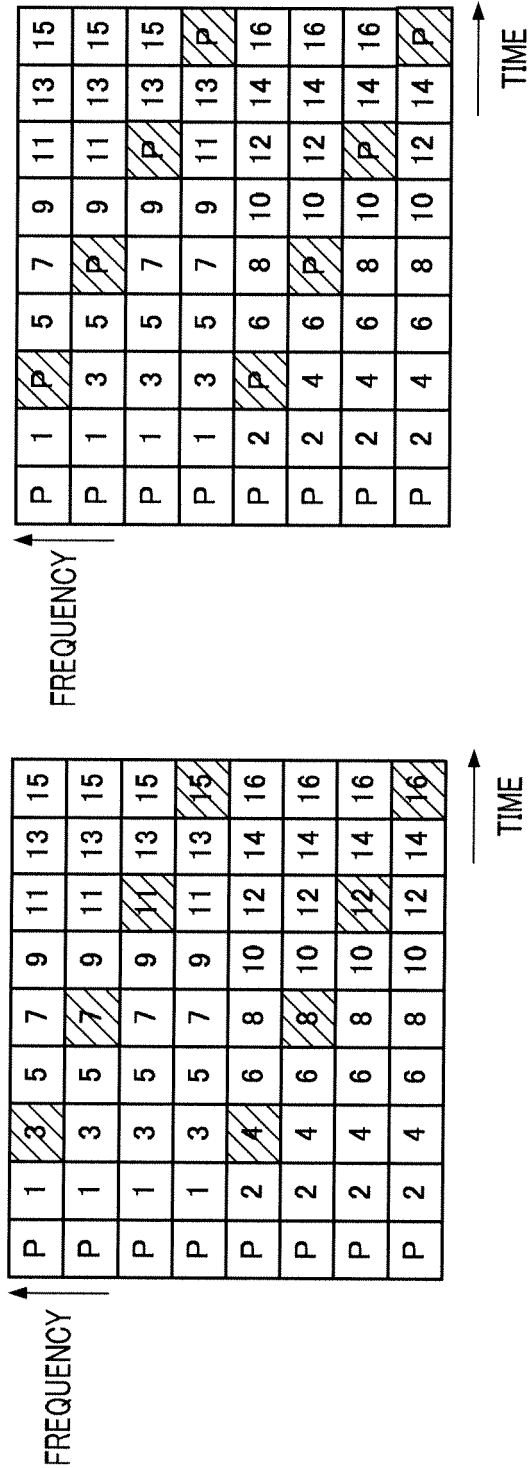 FREQUENCY
P 1 3 5 7 9 11 13 15
P 1 3 5 7 9 11 13 15
P 1 3 5 7 9 11 13 15
P 1 3 5 7 9 11 13 15
P 2 4 6 8 10 12 14 16
P 2 4 6 8 10 12 14 16
P 2 4 6 8 10 12 14 16
P 2 4 6 8 10 12 14 16
TIME
FREQUENCY
P 1 P 5 7 9 11 13 15
P 1 3 5 P 9 11 13 15
P 1 3 5 7 9 P 13 15
P 1 3 5 7 9 11 13 P
P 2 P 6 8 10 12 14 16
P 2 4 6 P 10 12 14 16
P 2 4 6 8 10 P 14 16
P 2 4 6 8 10 12 14 P
TIME